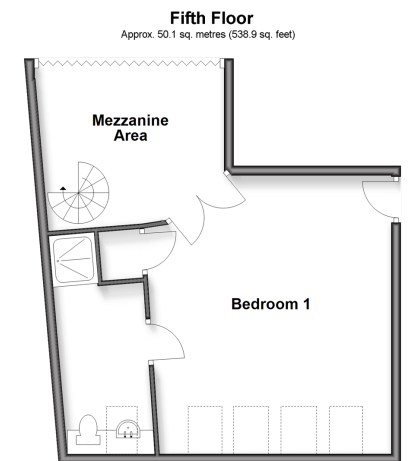 Fifth Floor
Approx. 50.1 sq. metres (538.9 sq. feet)
Mezzanine
Area
Bedroom 1